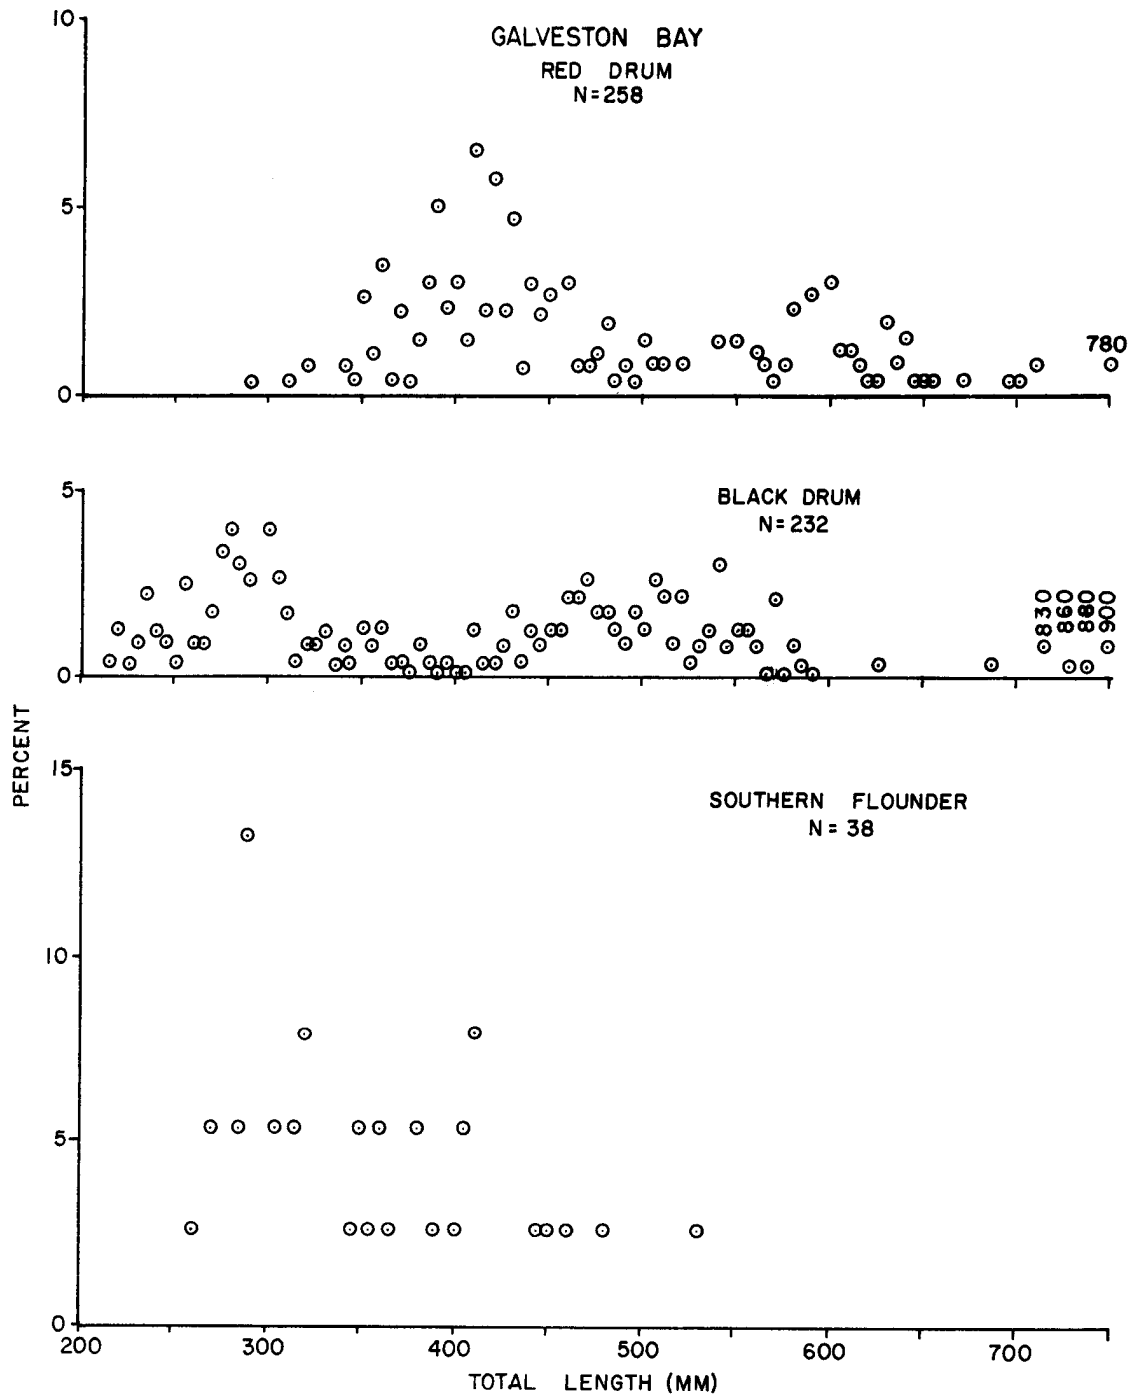 GALVESTON BAY
RED DRUM
N=258
10
5
0
780
BLACK DRUM
N=232
5
0
830
860
880
900
PERCENT
SOUTHERN FLOUNDER
N=38
15
10
5
0
200 300 400 500 600 700
TOTAL LENGTH (MM)